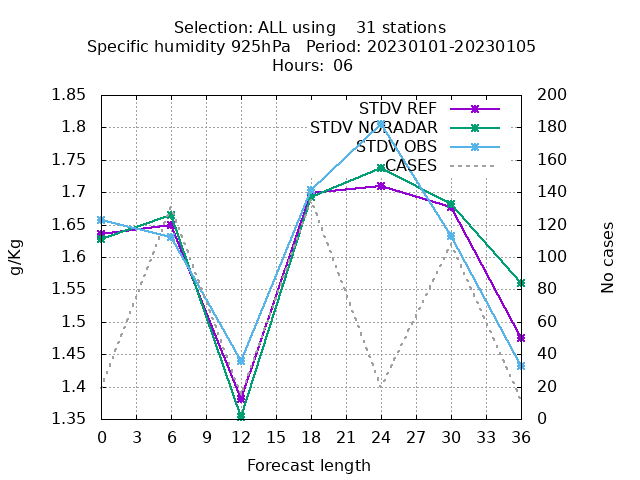 Selection: ALL using    31 stations
Specific humidity 925hPa   Period: 20230101-20230105
Hours:  06
1.85
1.8
1.75
1.7
1.65
1.6
1.55
1.5
1.45
1.4
1.35
g/Kg
STDV REF
STDV NORADAR
STDV OBS
CASES
200
180
160
140
120
100
80
60
40
20
0
No cases
0 3 6 9 12 15 18 21 24 27 30 33 36
Forecast length